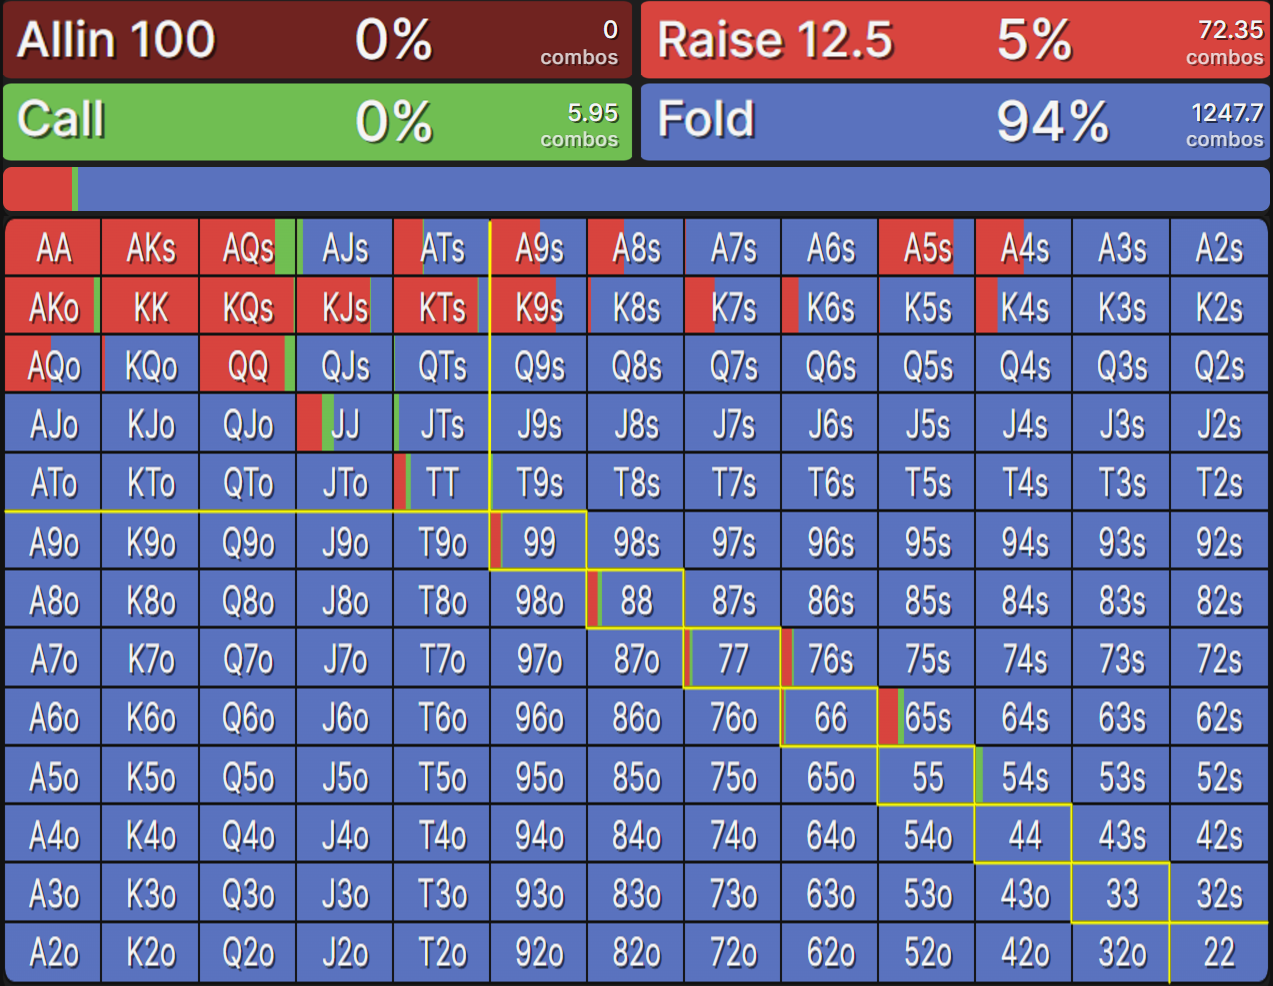 Allin 100 0% 0 combos Raise 12.5 5% 72.35 combos
Call 0% 5.95 combos Fold 94% 1247.7 combos
AA AKs AQs AJs ATs A9s A8s A7s A6s A5s A4s A3s A2s
AKo KK KQs KJs KTs K9s K8s K7s K6s K5s K4s K3s K2s
AQo KQo QQ QJs QTs Q9s Q8s Q7s Q6s Q5s Q4s Q3s Q2s
AJo KJo QJo JJ JTs J9s J8s J7s J6s J5s J4s J3s J2s
ATo KTo QTo JTo TT T9s T8s T7s T6s T5s T4s T3s T2s
A9o K9o Q9o J9o T9o 99 98s 97s 96s 95s 94s 93s 92s
A8o K8o Q8o J8o T8o 98o 88 87s 86s 85s 84s 83s 82s
A7o K7o Q7o J7o T7o 97o 87o 77 76s 75s 74s 73s 72s
A6o K6o Q6o J6o T6o 96o 86o 76o 66 65s 64s 63s 62s
A5o K5o Q5o J5o T5o 95o 85o 75o 65o 55 54s 53s 52s
A4o K4o Q4o J4o T4o 94o 84o 74o 64o 54o 44 43s 42s
A3o K3o Q3o J3o T3o 93o 83o 73o 63o 53o 43o 33 32s
A2o K2o Q2o J2o T2o 92o 82o 72o 62o 52o 42o 32o 22